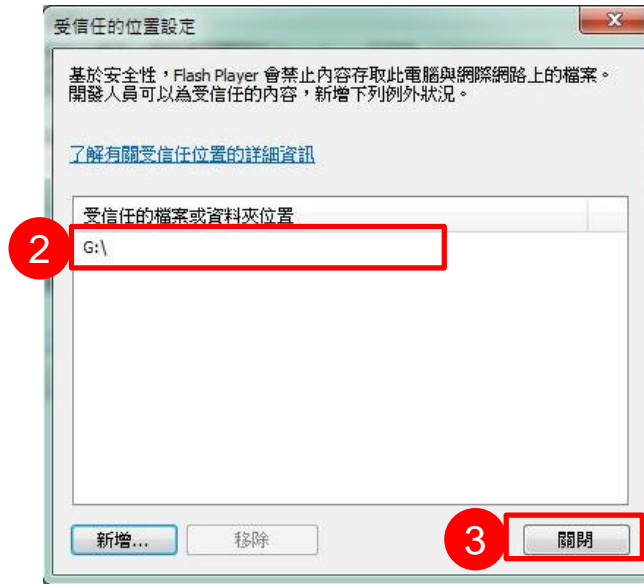 受信任的位置設定
基於安全性，Flash Player 會禁止內容存取此電腦與網際網路上的檔案。
開發人員可以為受信任的內容，新增下列例外狀況。
了解有關受信任位置的詳細資訊
受信任的檔案或資料夾位置
2
G:\
新增...
移除
3
關閉